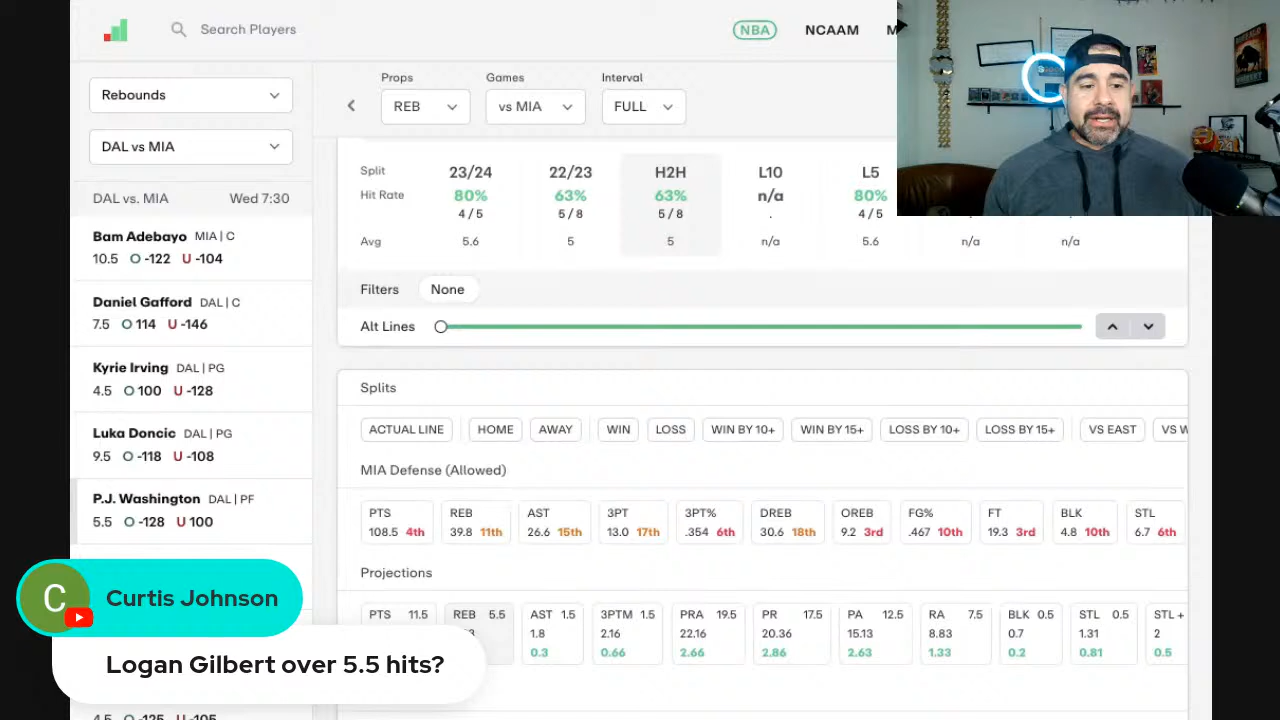 Search Players
NBA
NCAAM
M
Rebounds
DAL vs MIA
Props
Games
Interval
REB
vs MIA
FULL
DAL vs. MIA Wed 7:30
Bam Adebayo MIA | C
10.5 O -122 U -104
Daniel Gafford DAL | C
7.5 O 114 U -146
Kyrie Irving DAL | PG
4.5 O 100 U -128
Luka Doncic DAL | PG
9.5 O -118 U -108
P.J. Washington DAL | PF
5.5 O -128 U 100
4.5 O -125 U -105
Split 23/24 22/23 H2H L10 L5
Hit Rate 80% 63% 63% n/a 80%
4 / 5 5 / 8 5 / 8 . 4 / 5
Avg 5.6 5 5 n/a 5.6 n/a n/a
Filters None
Alt Lines
Splits
ACTUAL LINE HOME AWAY WIN LOSS WIN BY 10+ WIN BY 15+ LOSS BY 10+ LOSS BY 15+ VS EAST VS W
MIA Defense (Allowed)
PTS REB AST 3PT 3PT% DREB OREB FG% FT BLK STL
108.5 4th 39.8 11th 26.6 15th 13.0 17th .354 6th 30.6 18th 9.2 3rd .467 10th 19.3 3rd 4.8 10th 6.7 6th
Projections
PTS 11.5 REB 5.5 AST 1.5 3PTM 1.5 PRA 19.5 PR 17.5 PA 12.5 RA 7.5 BLK 0.5 STL 0.5 STL +
1.8 2.16 22.16 20.36 15.13 8.83 0.7 1.31 2
0.3 0.66 2.66 2.86 2.63 1.33 0.2 0.81 0.5
C
Curtis Johnson
Logan Gilbert over 5.5 hits?